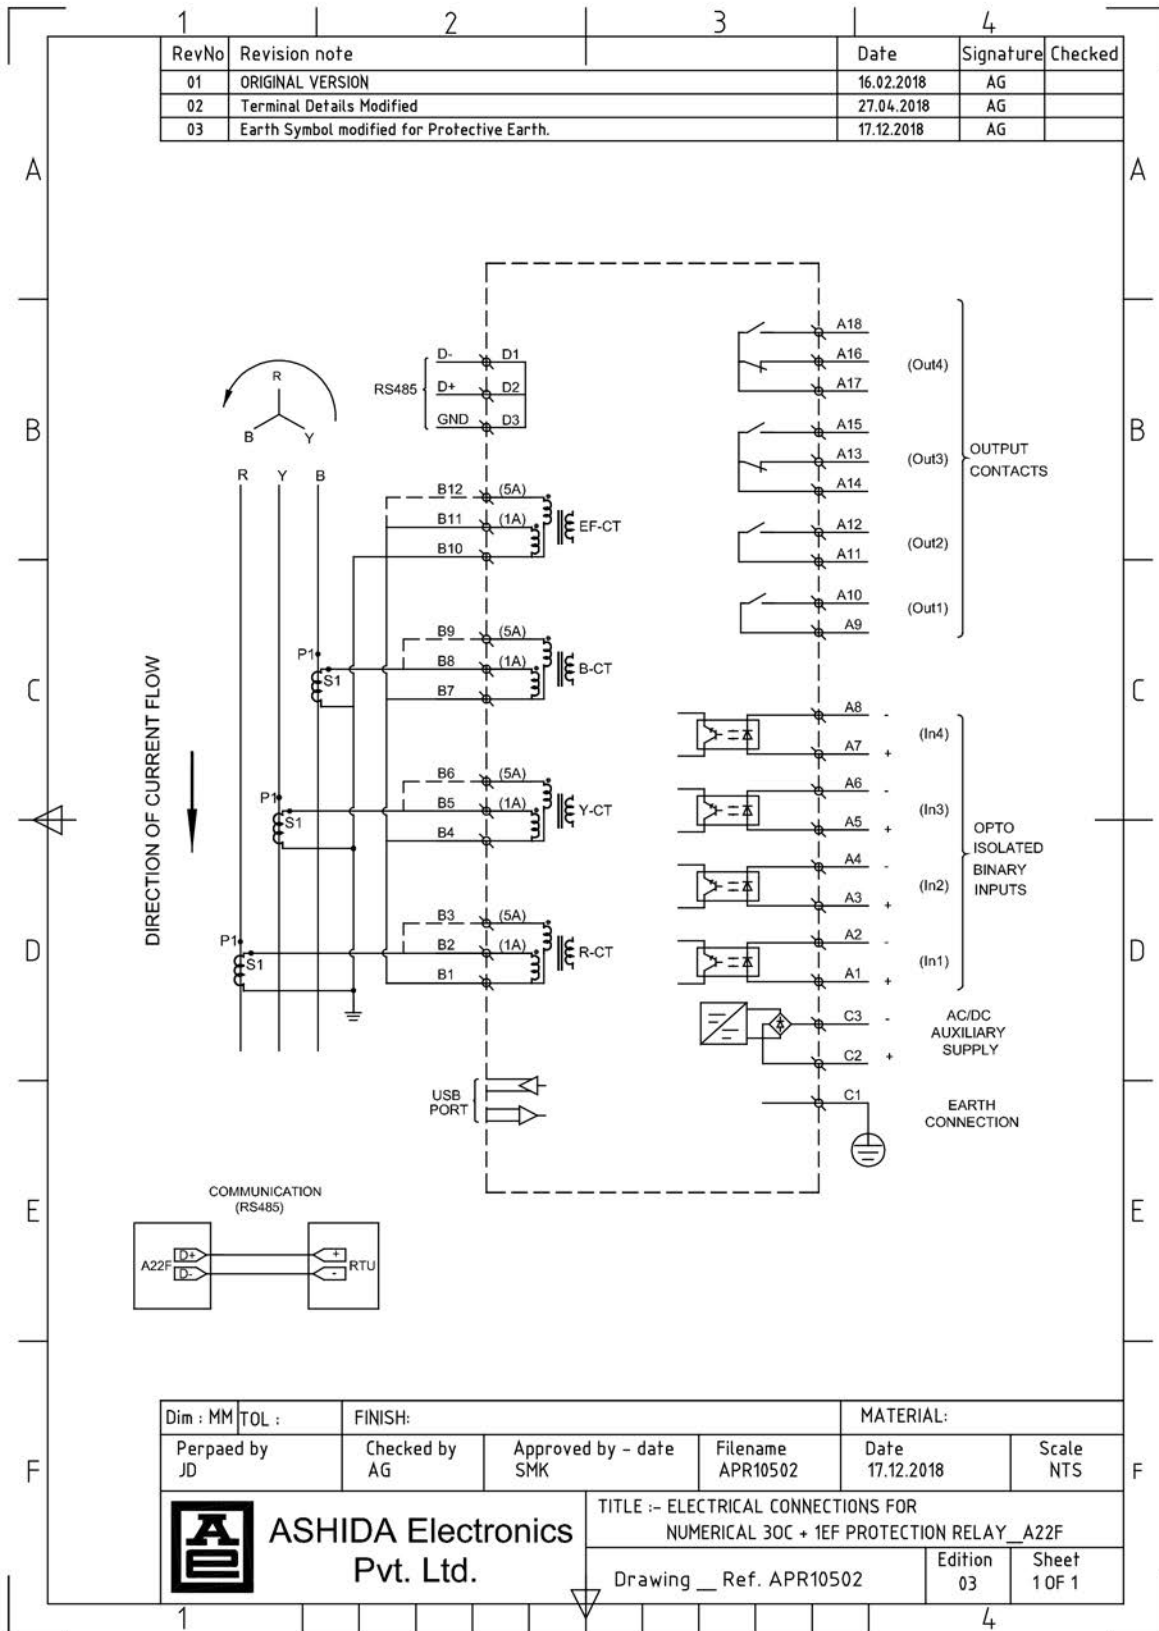 1 2 3 4
RevNo Revision note Date Signature Checked
01 ORIGINAL VERSION 16.02.2018 AG
02 Terminal Details Modified 27.04.2018 AG
03 Earth Symbol modified for Protective Earth. 17.12.2018 AG
A A
B B
C C
D D
E E
F F
R
B Y
R Y B
DIRECTION OF CURRENT FLOW
RS485
D- D1
D+ D2
GND D3
B12 (5A)
B11 (1A) EF-CT
B10
B9 (5A)
B8 (1A) B-CT
B7
P1
S1
B6 (5A)
B5 (1A) Y-CT
B4
P1
S1
B3 (5A)
B2 (1A) R-CT
B1
P1
S1
USB
PORT
A18
A16 (Out4)
A17
A15
A13 (Out3)
A14
A12
(Out2)
A11
A10
(Out1)
A9
OUTPUT
CONTACTS
A8 -
(In4)
A7 +
A6 -
(In3)
A5 +
A4 -
(In2)
A3 +
A2 -
(In1)
A1 +
OPTO
ISOLATED
BINARY
INPUTS
C3 -
C2 +
AC/DC
AUXILIARY
SUPPLY
C1
EARTH
CONNECTION
COMMUNICATION
(RS485)
A22F D+ + RTU
D- -
Dim : MM TOL : FINISH: MATERIAL:
Perpaed by Checked by Approved by - date Filename Date Scale
JD AG SMK APR10502 17.12.2018 NTS
ASHIDA Electronics
Pvt. Ltd.
TITLE :- ELECTRICAL CONNECTIONS FOR
NUMERICAL 3OC + 1EF PROTECTION RELAY_A22F
Drawing _ Ref. APR10502
Edition Sheet
03 1 OF 1
1 4